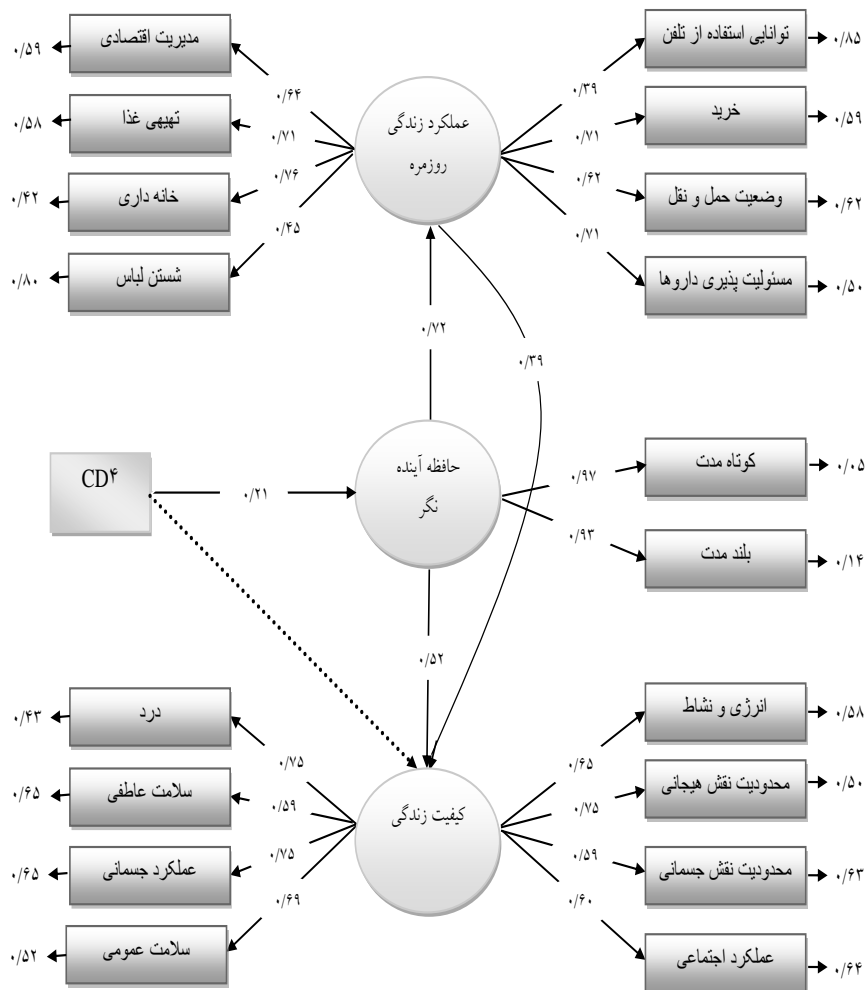 توانایی استفاده از تلفن
۰/۸۵
خرید
۰/۵۹
وضعیت حمل و نقل
۰/۶۲
مسئولیت پذیری داروها
۰/۵۰
۰/۳۹
۰/۷۱
۰/۶۲
۰/۷۱
عملکرد زندگی
روزمره
۰/۶۴
۰/۷۱
۰/۷۶
۰/۴۵
مدیریت اقتصادی
۰/۵۹
تهیهی غذا
۰/۵۸
خانه داری
۰/۴۲
شستن لباس
۰/۸۰
۰/۷۲
۰/۳۹
کوتاه مدت
۰/۰۵
بلند مدت
۰/۱۴
۰/۹۷
۰/۹۳
حافظه آینده
نگر
۰/۲۱
CD۴
۰/۵۲
انرژی و نشاط
۰/۵۸
محدودیت نقش هیجانی
۰/۵۰
محدودیت نقش جسمانی
۰/۶۳
عملکرد اجتماعی
۰/۶۴
۰/۶۵
۰/۷۵
۰/۵۹
۰/۶۰
کیفیت زندگی
۰/۷۵
۰/۵۹
۰/۷۵
۰/۶۹
درد
۰/۴۳
سلامت عاطفی
۰/۶۵
عملکرد جسمانی
۰/۶۵
سلامت عمومی
۰/۵۲